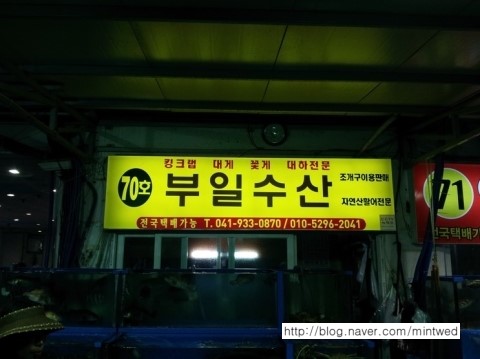 킹크랩 대게 꽃게 대하전문
70호 부일수산
조개구이용판매
자연산활어전문
전국택배가능 T. 041-933-0870 / 010-5296-2041
71
전국택배
http://blog.naver.com/mintwed